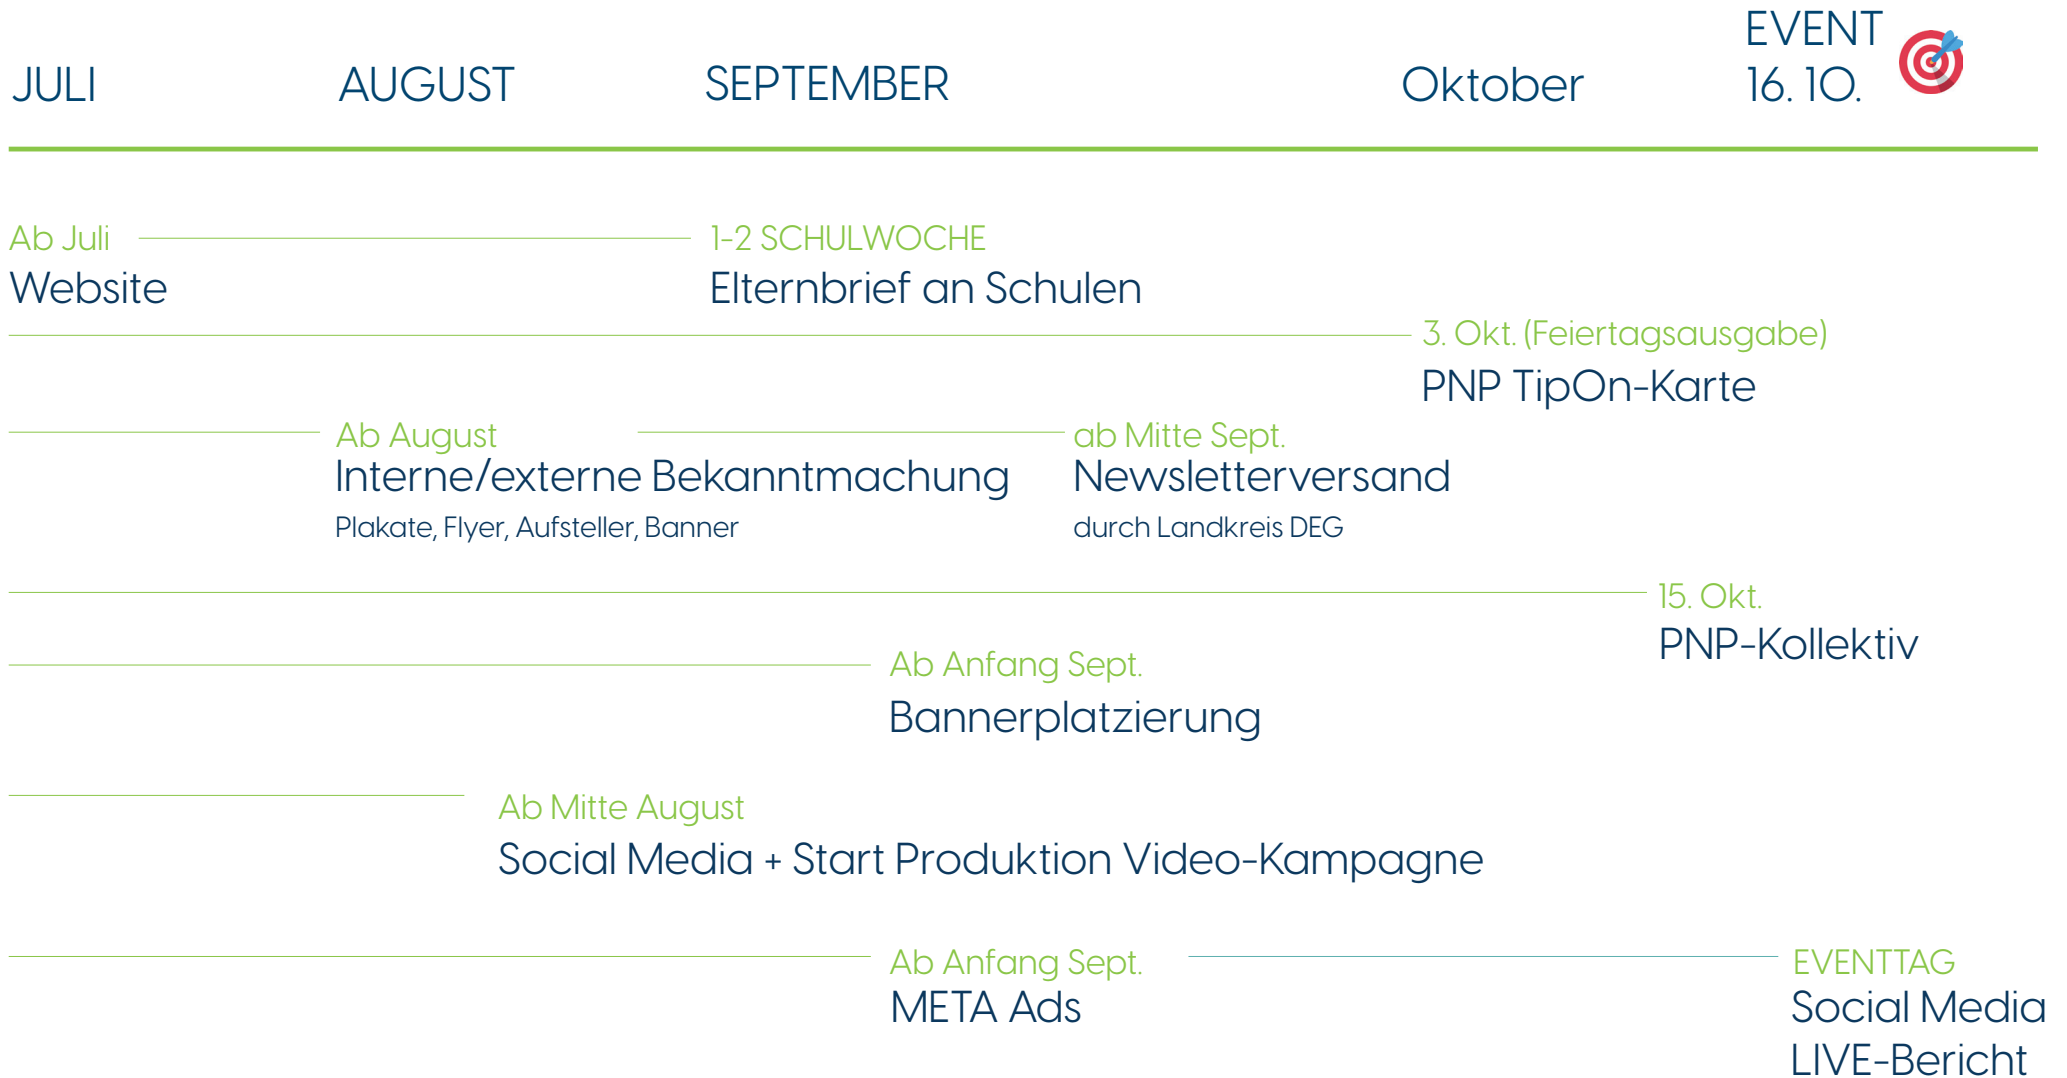 JULI
AUGUST
SEPTEMBER
Oktober
EVENT
16. 10.
Ab Juli
Website
1-2 SCHULWOCHE
Elternbrief an Schulen
3. Okt. (Feiertagsausgabe)
PNP TipOn-Karte
Ab August
Interne/externe Bekanntmachung
Plakate, Flyer, Aufsteller, Banner
ab Mitte Sept.
Newsletterversand
durch Landkreis DEG
15. Okt.
PNP-Kollektiv
Ab Anfang Sept.
Bannerplatzierung
Ab Mitte August
Social Media + Start Produktion Video-Kampagne
Ab Anfang Sept.
META Ads
EVENTTAG
Social Media
LIVE-Bericht